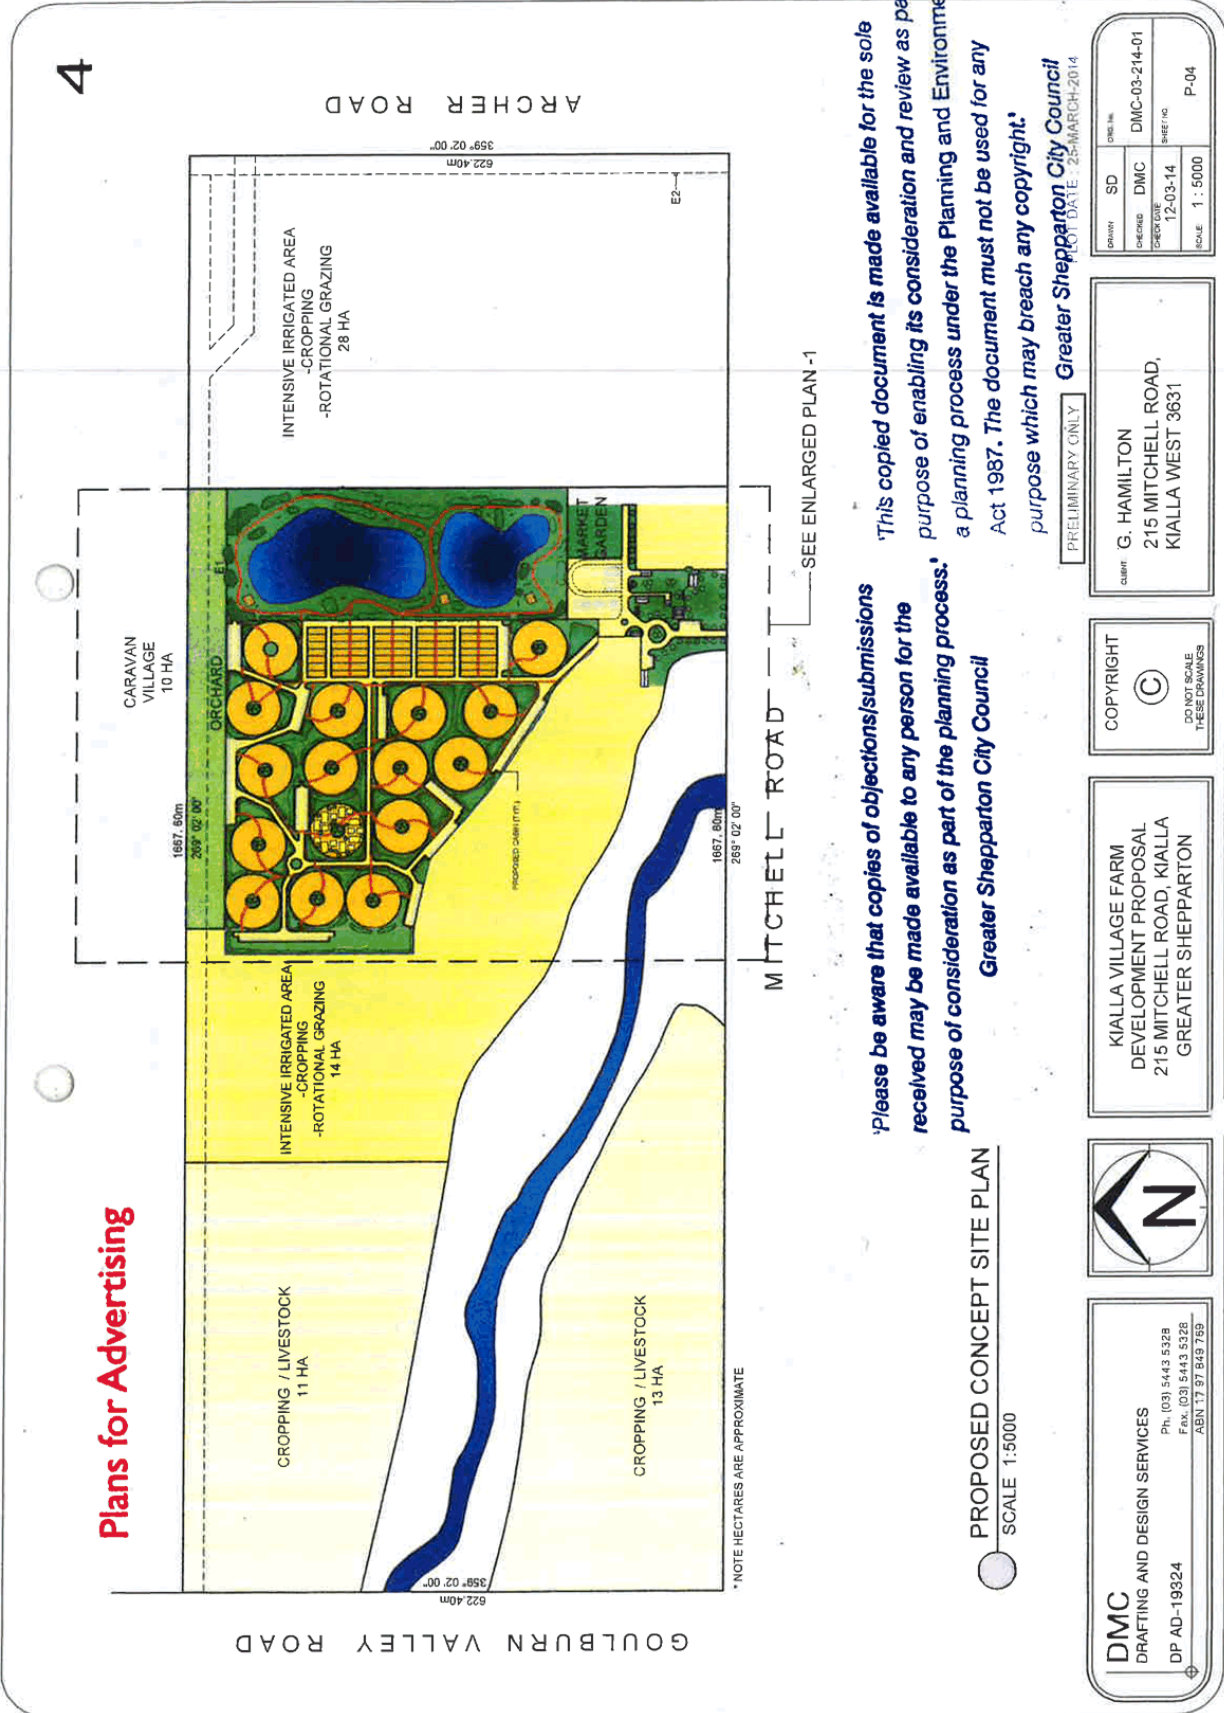 4
Plans for Advertising
GOULBURN VALLEY ROAD
ARCHER ROAD
MITCHELL ROAD
CARAVAN
VILLAGE
10 HA
1667. 60m
269° 02' 00"
ORCHARD
E1
622.40m
359° 02' 00"
622.40m
359° 02' 00"
INTENSIVE IRRIGATED AREA
-CROPPING
-ROTATIONAL GRAZING
28 HA
E2
INTENSIVE IRRIGATED AREA
-CROPPING
-ROTATIONAL GRAZING
14 HA
CROPPING / LIVESTOCK
11 HA
CROPPING / LIVESTOCK
13 HA
MARKET
GARDEN
1667. 60m
269° 02' 00"
SEE ENLARGED PLAN -1
* NOTE HECTARES ARE APPROXIMATE
PROPOSED CONCEPT SITE PLAN
SCALE 1:5000
'Please be aware that copies of objections/submissions
received may be made available to any person for the
purpose of consideration as part of the planning process.'
Greater Shepparton City Council
'This copied document is made available for the sole
purpose of enabling its consideration and review as pa
a planning process under the Planning and Environme
Act 1987. The document must not be used for any
purpose which may breach any copyright.'
Greater Shepparton City Council
PLOT DATE : 25-MARCH-2014
PRELIMINARY ONLY
DMC
DRAFTING AND DESIGN SERVICES
DP AD-19324
Ph. (03) 5443 5328
Fax. (03) 5443 5328
ABN 17 97 849 769
N
KIALLA VILLAGE FARM
DEVELOPMENT PROPOSAL
215 MITCHELL ROAD, KIALLA
GREATER SHEPPARTON
COPYRIGHT
©
DO NOT SCALE
THESE DRAWINGS
CLIENT: G. HAMILTON
215 MITCHELL ROAD,
KIALLA WEST 3631
DRAWN SD
CHECKED DMC
CHECK DATE
12-03-14
SCALE 1 : 5000
DRG. No.
DMC-03-214-01
SHEET NO.
P-04